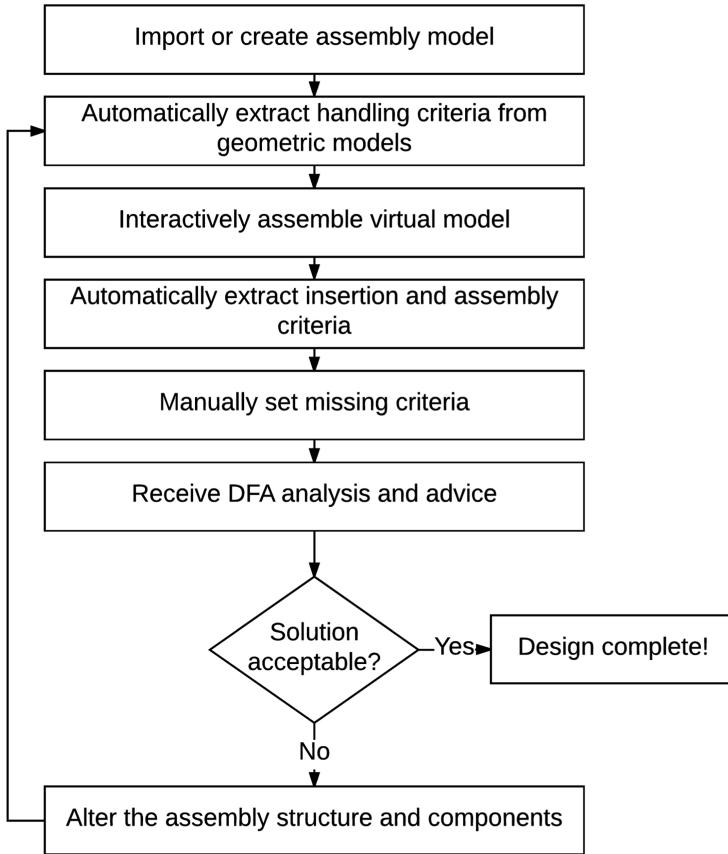 Import or create assembly model
Automatically extract handling criteria from
geometric models
Interactively assemble virtual model
Automatically extract insertion and assembly
criteria
Manually set missing criteria
Receive DFA analysis and advice
Solution
acceptable?
Yes
Design complete!
No
Alter the assembly structure and components